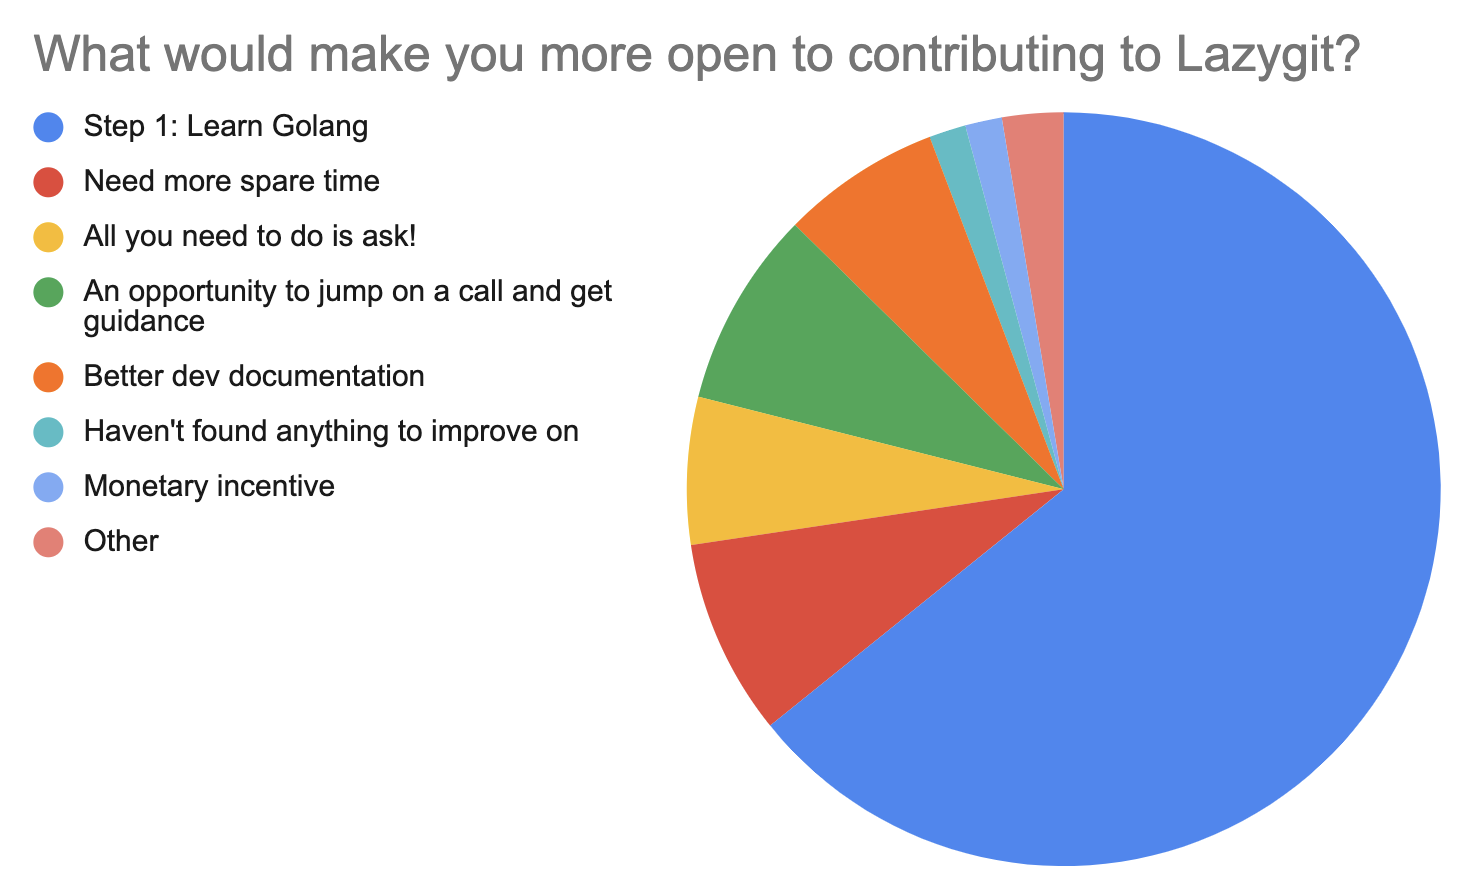 What would make you more open to contributing to Lazygit?
Step 1: Learn Golang
Need more spare time
All you need to do is ask!
An opportunity to jump on a call and get
guidance
Better dev documentation
Haven't found anything to improve on
Monetary incentive
Other